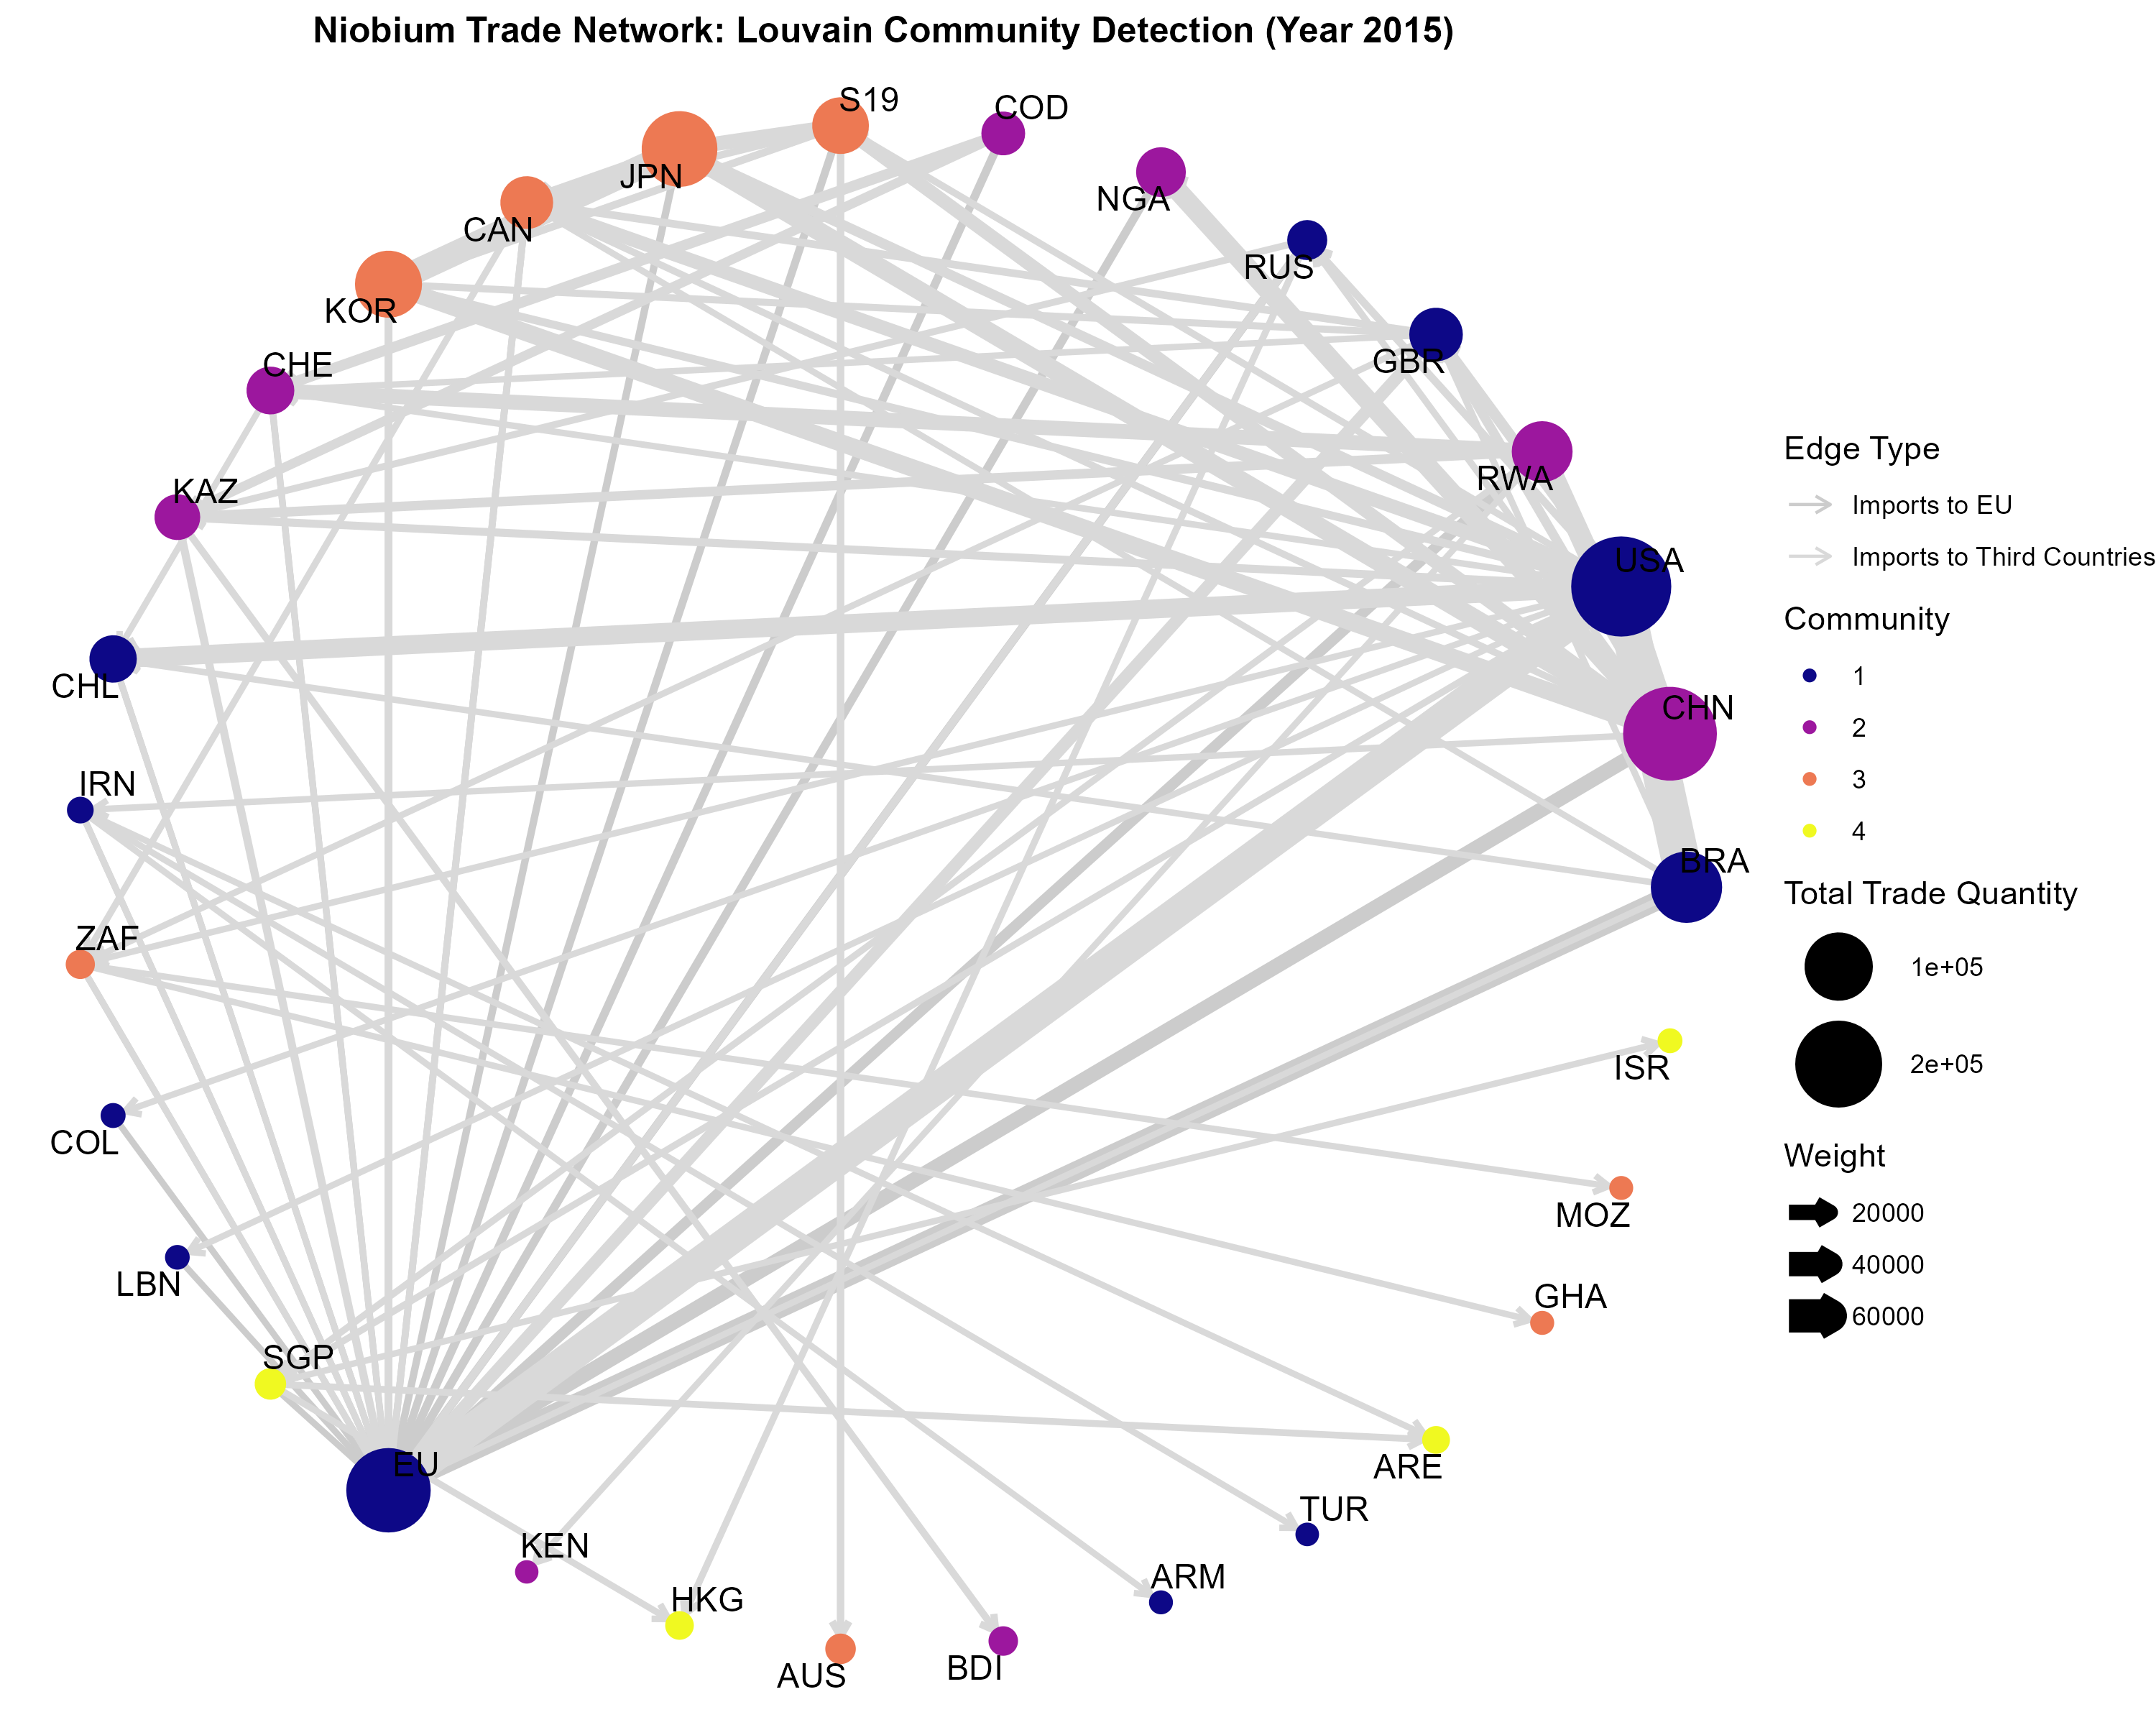 Niobium Trade Network: Louvain Community Detection (Year 2015)
S19
COD
JPN
NGA
CAN
RUS
KOR
GBR
CHE
RWA
KAZ
USA
CHL
CHN
IRN
BRA
ZAF
ISR
COL
MOZ
LBN
GHA
SGP
ARE
EU
TUR
KEN
ARM
HKG
BDI
AUS
Edge Type
Imports to EU
Imports to Third Countries
Community
1
2
3
4
Total Trade Quantity
1e+05
2e+05
Weight
20000
40000
60000